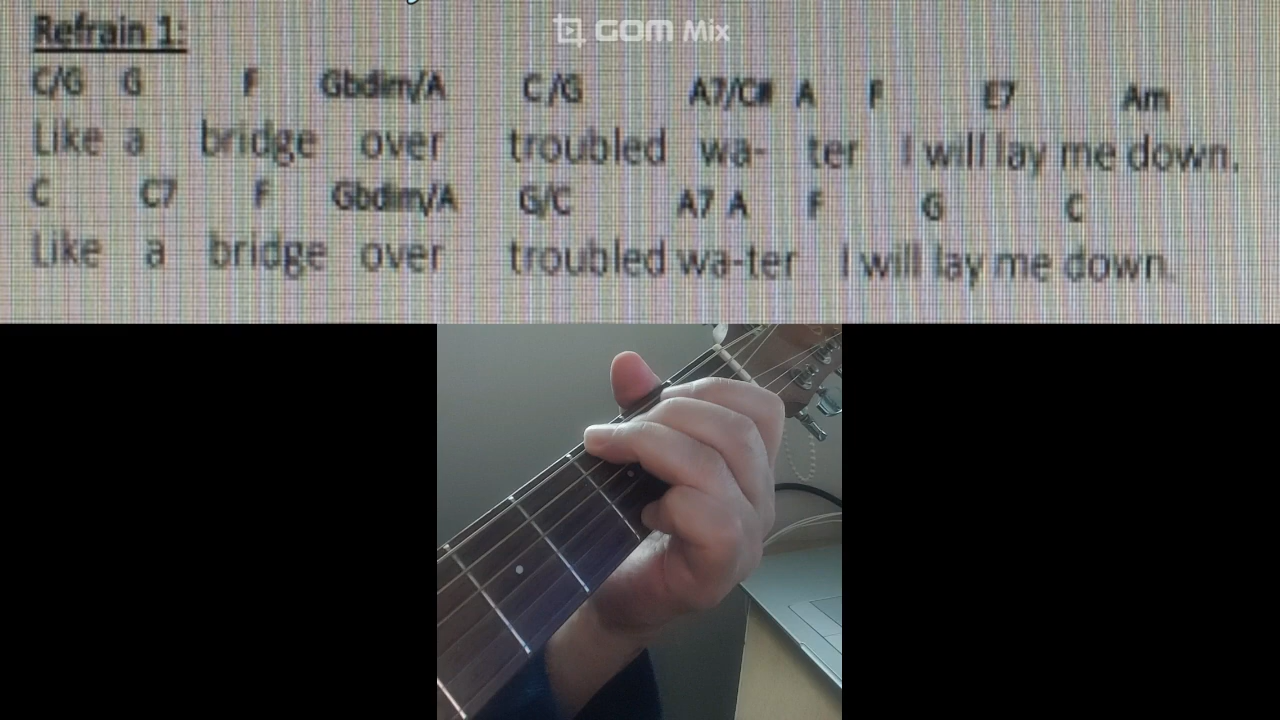 GOM Mix
Refrain 1:
C/G G F Gbdim/A C/G A7/C# A F E7 Am
Like a bridge over troubled wa- ter I will lay me down.
C C7 F Gbdim/A G/C A7 A F G C
Like a bridge over troubled wa-ter I will lay me down.